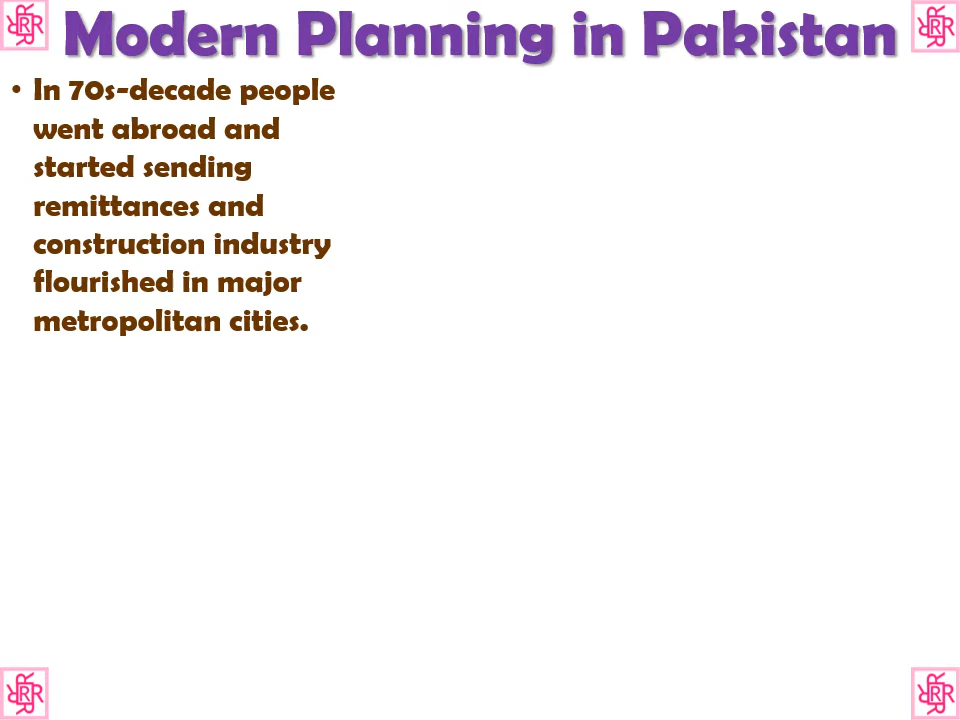 Modern Planning in Pakistan
• In 70s-decade people
went abroad and
started sending
remittances and
construction industry
flourished in major
metropolitan cities.